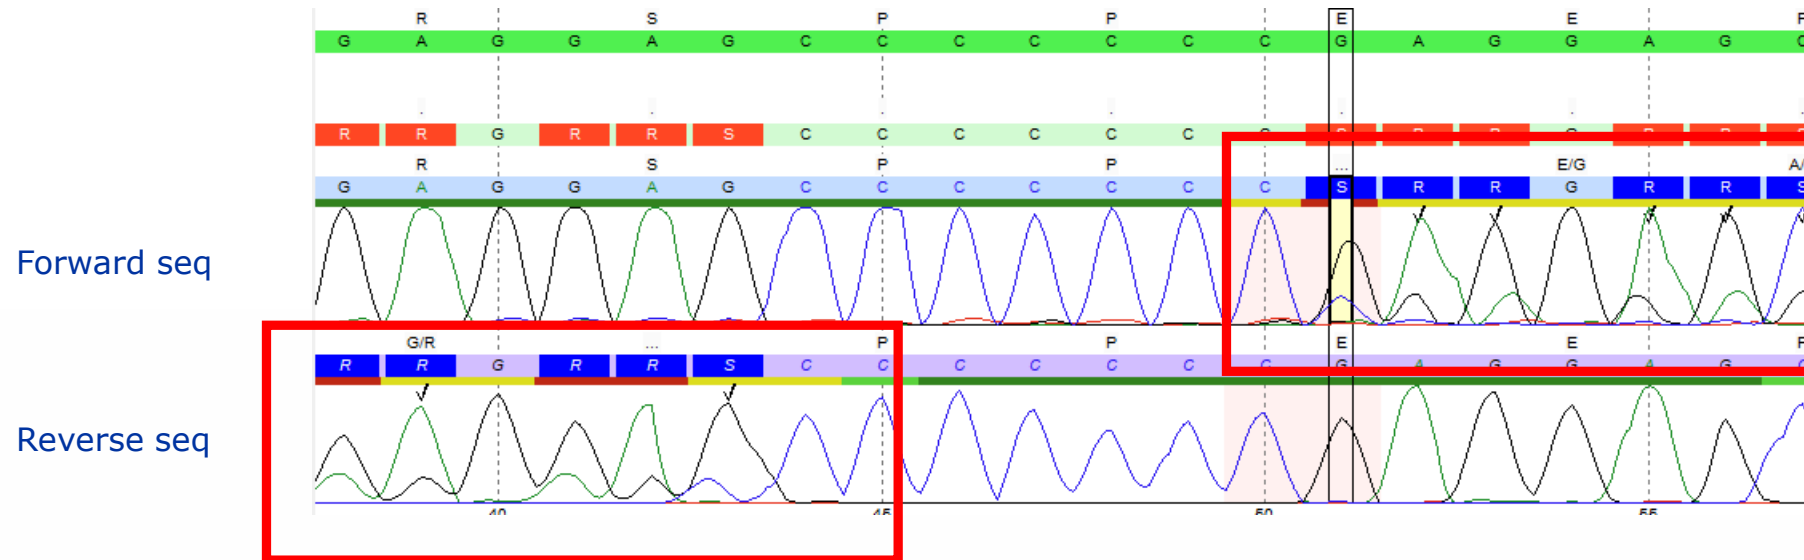 R S P P E E
G A G G A G C C C C C C C G A G G A G C
R R G R R S C C C C C C
R S P P ... E/G A/
G A G G A G C C C C C C C S R R G R R S
Forward seq
G/R ... P P E E
R R G R R S C C C C C C C G A G G A G C
Reverse seq
40 45 50 55